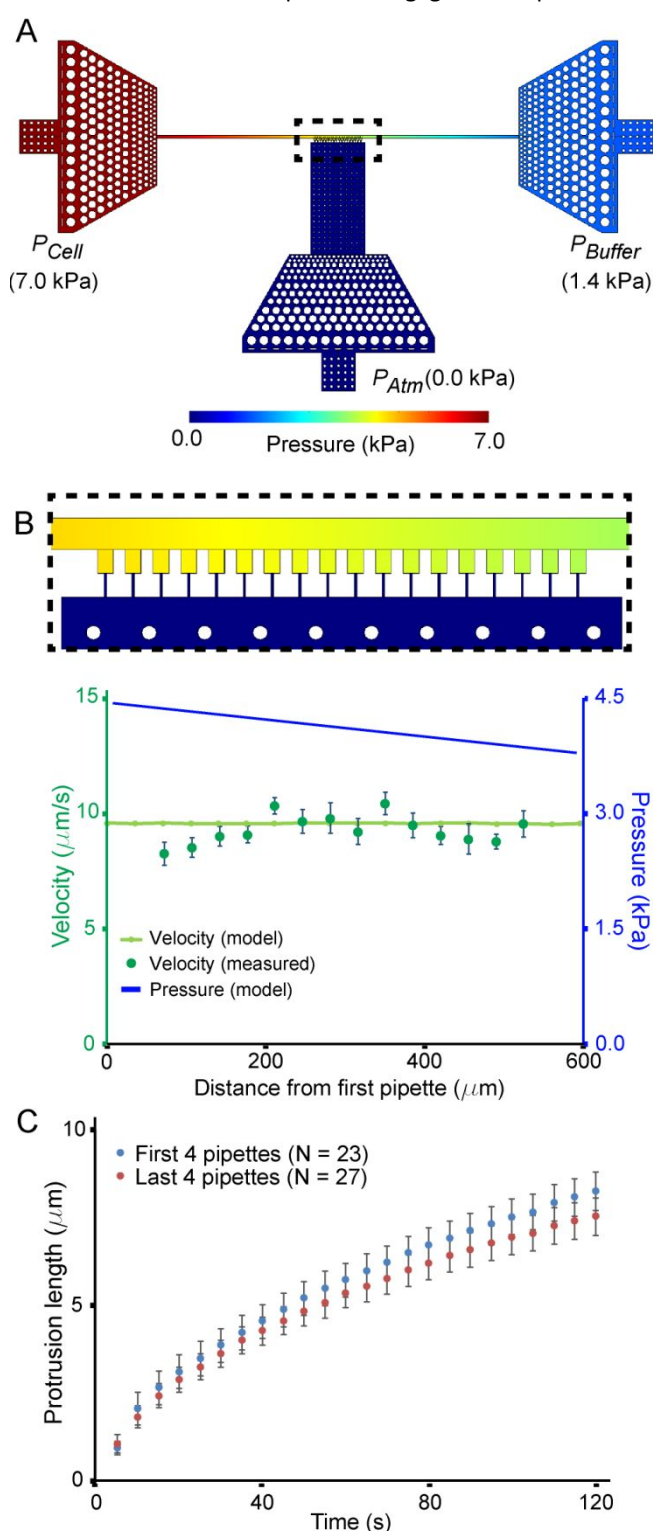 A
P_Cell
(7.0 kPa)
P_Buffer
(1.4 kPa)
P_Atm (0.0 kPa)
0.0 Pressure (kPa) 7.0
B
15
10
5
0
Velocity (μm/s)
4.5
3.0
1.5
0.0
Pressure (kPa)
Velocity (model)
Velocity (measured)
Pressure (model)
0 200 400 600
Distance from first pipette (μm)
C
10
5
0
Protrusion length (μm)
First 4 pipettes (N = 23)
Last 4 pipettes (N = 27)
0 40 80 120
Time (s)